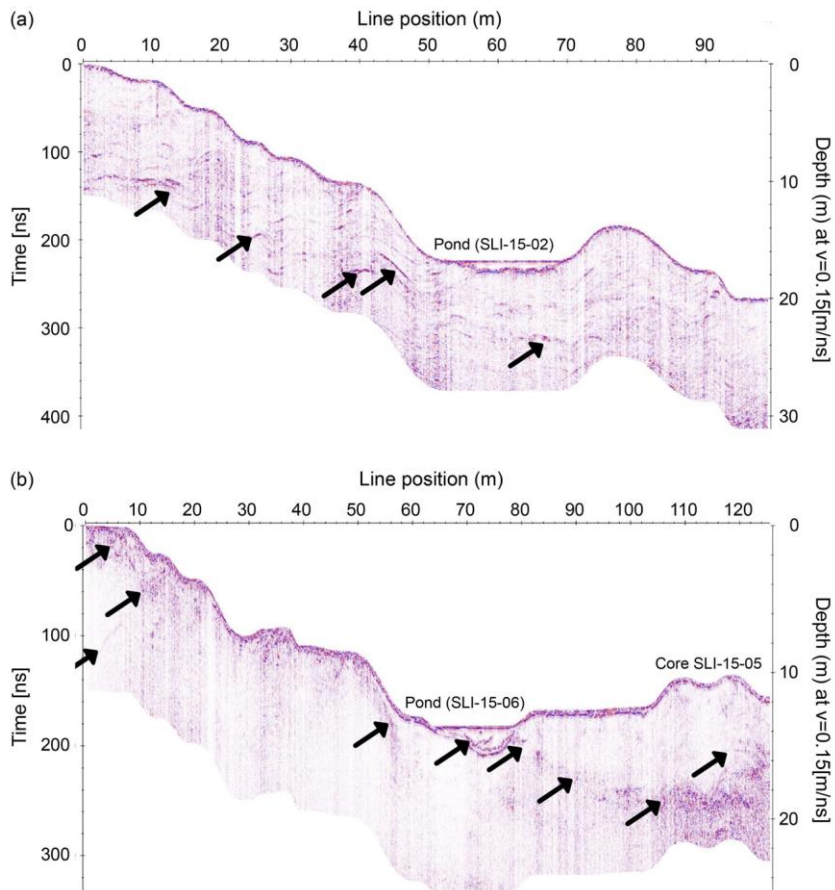 (a)
Line position (m)
0 10 20 30 40 50 60 70 80 90
0
100
200
300
400
Time [ns]
0
10
20
30
Depth (m) at v=0.15[m/ns]
Pond (SLI-15-02)
(b)
Line position (m)
0 10 20 30 40 50 60 70 80 90 100 110 120
0
100
200
300
Time [ns]
0
10
20
Depth (m) at v=0.15[m/ns]
Core SLI-15-05
Pond (SLI-15-06)